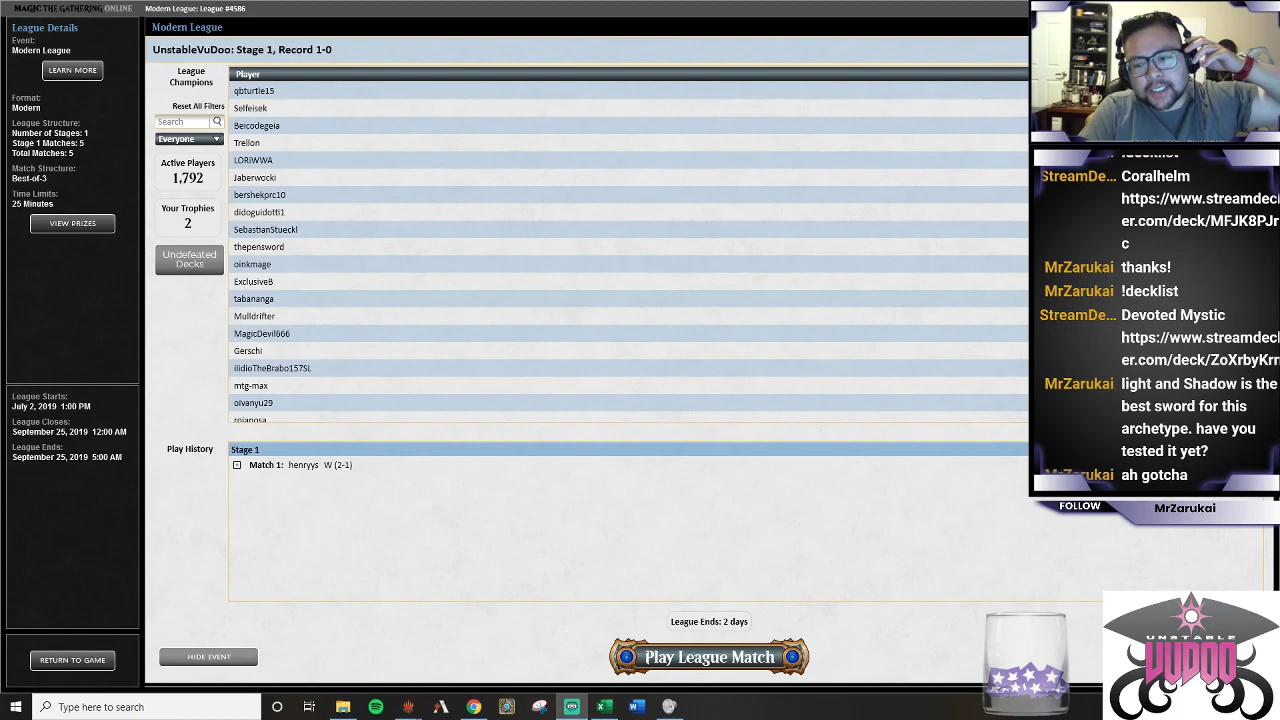 MAGIC THE GATHERING ONLINE
Modern League: League #4586
League Details
Event:
Modern League
LEARN MORE
Format:
Modern
League Structure:
Number of Stages: 1
Stage 1 Matches: 5
Total Matches: 5
Match Structure:
Best-of-3
Time Limits:
25 Minutes
VIEW PRIZES
League Starts:
July 2, 2019 1:00 PM
League Closes:
September 25, 2019 12:00 AM
League Ends:
September 25, 2019 5:00 AM
RETURN TO GAME
Modern League
UnstableVuDoo: Stage 1, Record 1-0
League
Champions
Reset All Filters
Search
Everyone
Active Players
1,792
Your Trophies
2
Undefeated
Decks
Player
qbturtle15
Selfeisek
Beicodegeia
Trellon
LORiWWA
Jaberwocki
bershekprc10
didoguidotti1
SebastianStueckl
thepensword
oinkmage
ExclusiveB
tabananga
Mulldrifter
MagicDevil666
Gerschi
ilidioTheBrabo157SL
mtg-max
olvanyu29
Play History
Stage 1
Match 1: henryys W (2-1)
League Ends: 2 days
HIDE EVENT
Play League Match
!decklist
StreamDe... Coralhelm
https://www.streamdeck
er.com/deck/MFJK8PJr
c
MrZarukai thanks!
MrZarukai !decklist
StreamDe... Devoted Mystic
https://www.streamdeck
er.com/deck/ZoXrbyKrn
MrZarukai light and Shadow is the
best sword for this
archetype. have you
tested it yet?
MrZarukai ah gotcha
FOLLOW
MrZarukai
UNSTABLE
VUDOO
Type here to search